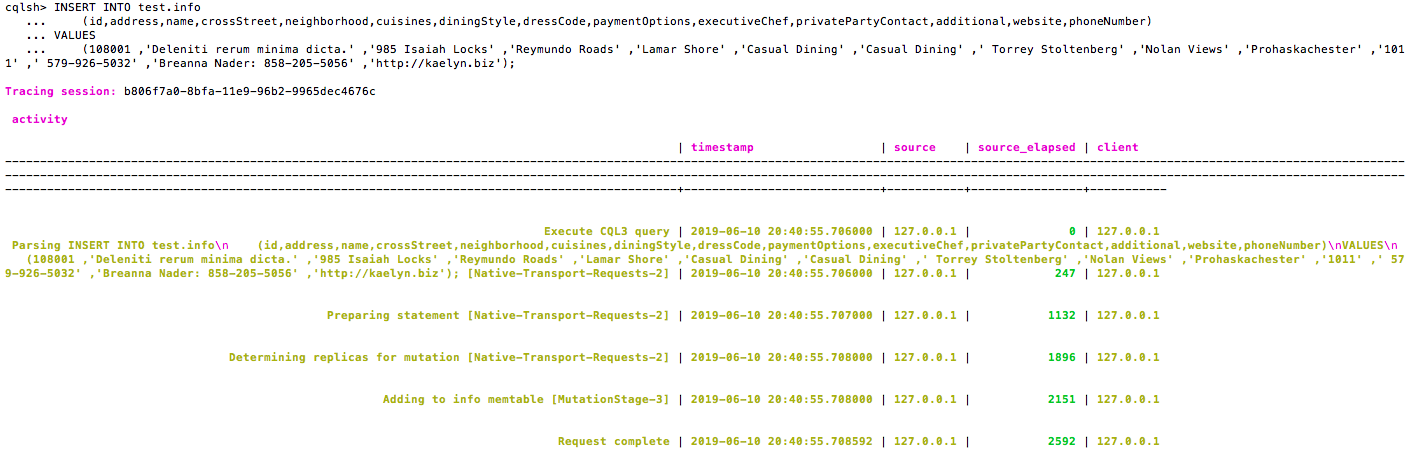 cqlsh> INSERT INTO test.info
   ...     (id,address,name,crossStreet,neighborhood,cuisines,diningStyle,dressCode,paymentOptions,executiveChef,privatePartyContact,additional,website,phoneNumber)
   ... VALUES
   ...     (108001 ,'Deleniti rerum minima dicta.' ,'985 Isaiah Locks' ,'Reymundo Roads' ,'Lamar Shore' ,'Casual Dining' ,'Casual Dining' ,' Torrey Stoltenberg' ,'Nolan Views' ,'Prohaskachester' ,'101
1' ,' 579-926-5032' ,'Breanna Nader: 858-205-5056' ,'http://kaelyn.biz');
Tracing session: b806f7a0-8bfa-11e9-96b2-9965dec4676c
activity
| timestamp | source | source_elapsed | client
Execute CQL3 query | 2019-06-10 20:40:55.706000 | 127.0.0.1 | 0 | 127.0.0.1
Parsing INSERT INTO test.info\n    (id,address,name,crossStreet,neighborhood,cuisines,diningStyle,dressCode,paymentOptions,executiveChef,privatePartyContact,additional,website,phoneNumber)\nVALUES\n
(108001 ,'Deleniti rerum minima dicta.' ,'985 Isaiah Locks' ,'Reymundo Roads' ,'Lamar Shore' ,'Casual Dining' ,'Casual Dining' ,' Torrey Stoltenberg' ,'Nolan Views' ,'Prohaskachester' ,'1011' ,' 57
9-926-5032' ,'Breanna Nader: 858-205-5056' ,'http://kaelyn.biz'); [Native-Transport-Requests-2] | 2019-06-10 20:40:55.706000 | 127.0.0.1 | 247 | 127.0.0.1
Preparing statement [Native-Transport-Requests-2] | 2019-06-10 20:40:55.707000 | 127.0.0.1 | 1132 | 127.0.0.1
Determining replicas for mutation [Native-Transport-Requests-2] | 2019-06-10 20:40:55.708000 | 127.0.0.1 | 1896 | 127.0.0.1
Adding to info memtable [MutationStage-3] | 2019-06-10 20:40:55.708000 | 127.0.0.1 | 2151 | 127.0.0.1
Request complete | 2019-06-10 20:40:55.708592 | 127.0.0.1 | 2592 | 127.0.0.1